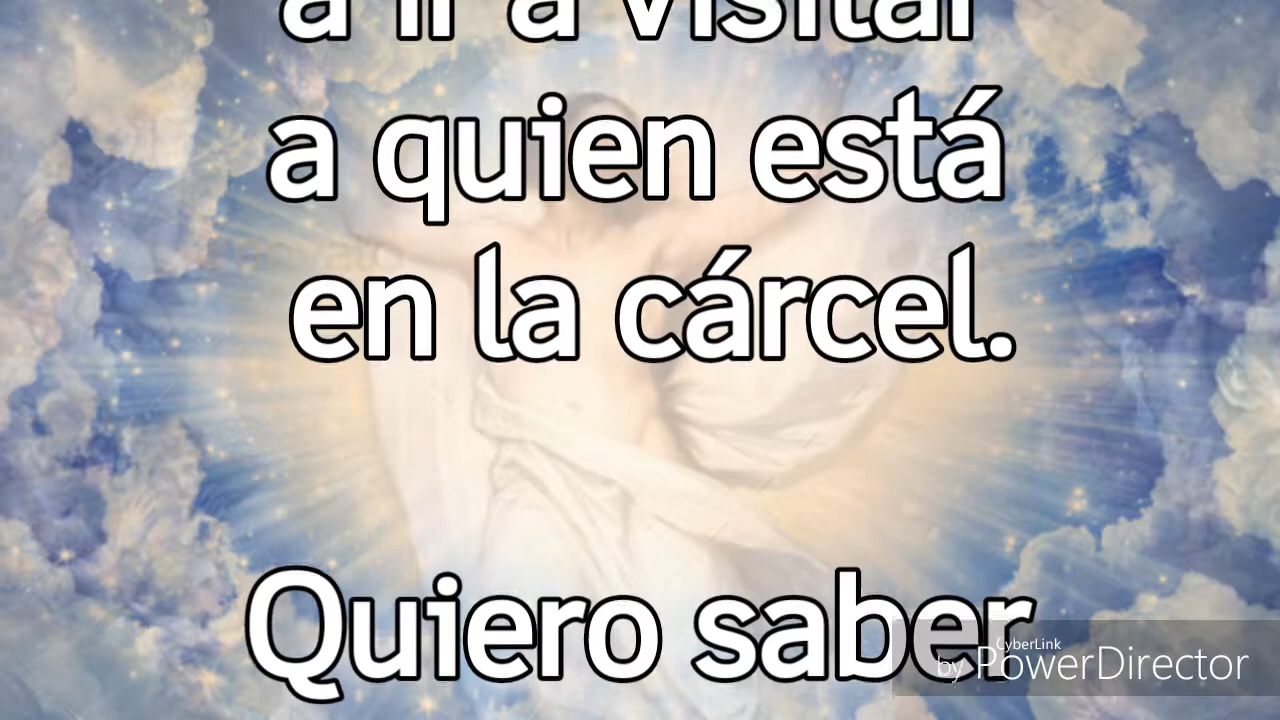 a ir a visitar
a quien está
en la cárcel.
Quiero saber
CyberLink
by PowerDirector